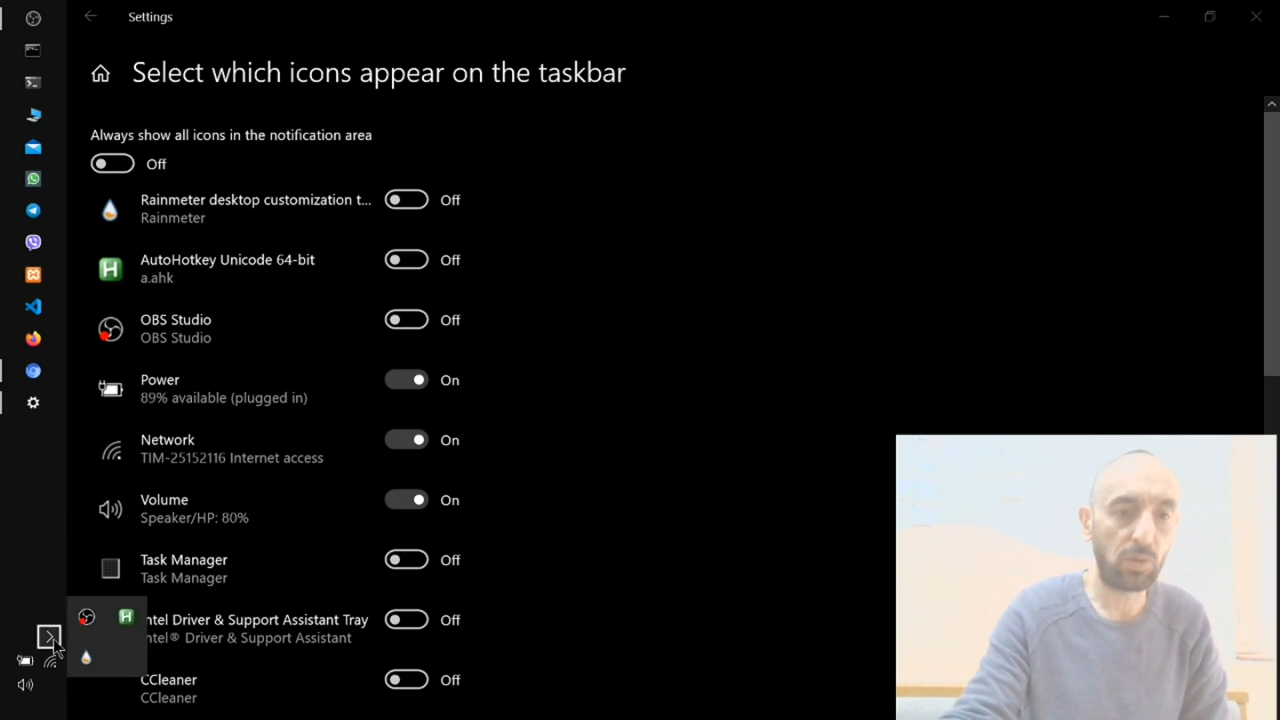 Settings
Select which icons appear on the taskbar
Always show all icons in the notification area
Off
Rainmeter desktop customization t...
Rainmeter
Off
AutoHotkey Unicode 64-bit
a.ahk
Off
OBS Studio
OBS Studio
Off
Power
89% available (plugged in)
On
Network
TIM-25152116 Internet access
On
Volume
Speaker/HP: 80%
On
Task Manager
Task Manager
Off
ntel Driver & Support Assistant Tray
ntel® Driver & Support Assistant
Off
CCleaner
CCleaner
Off